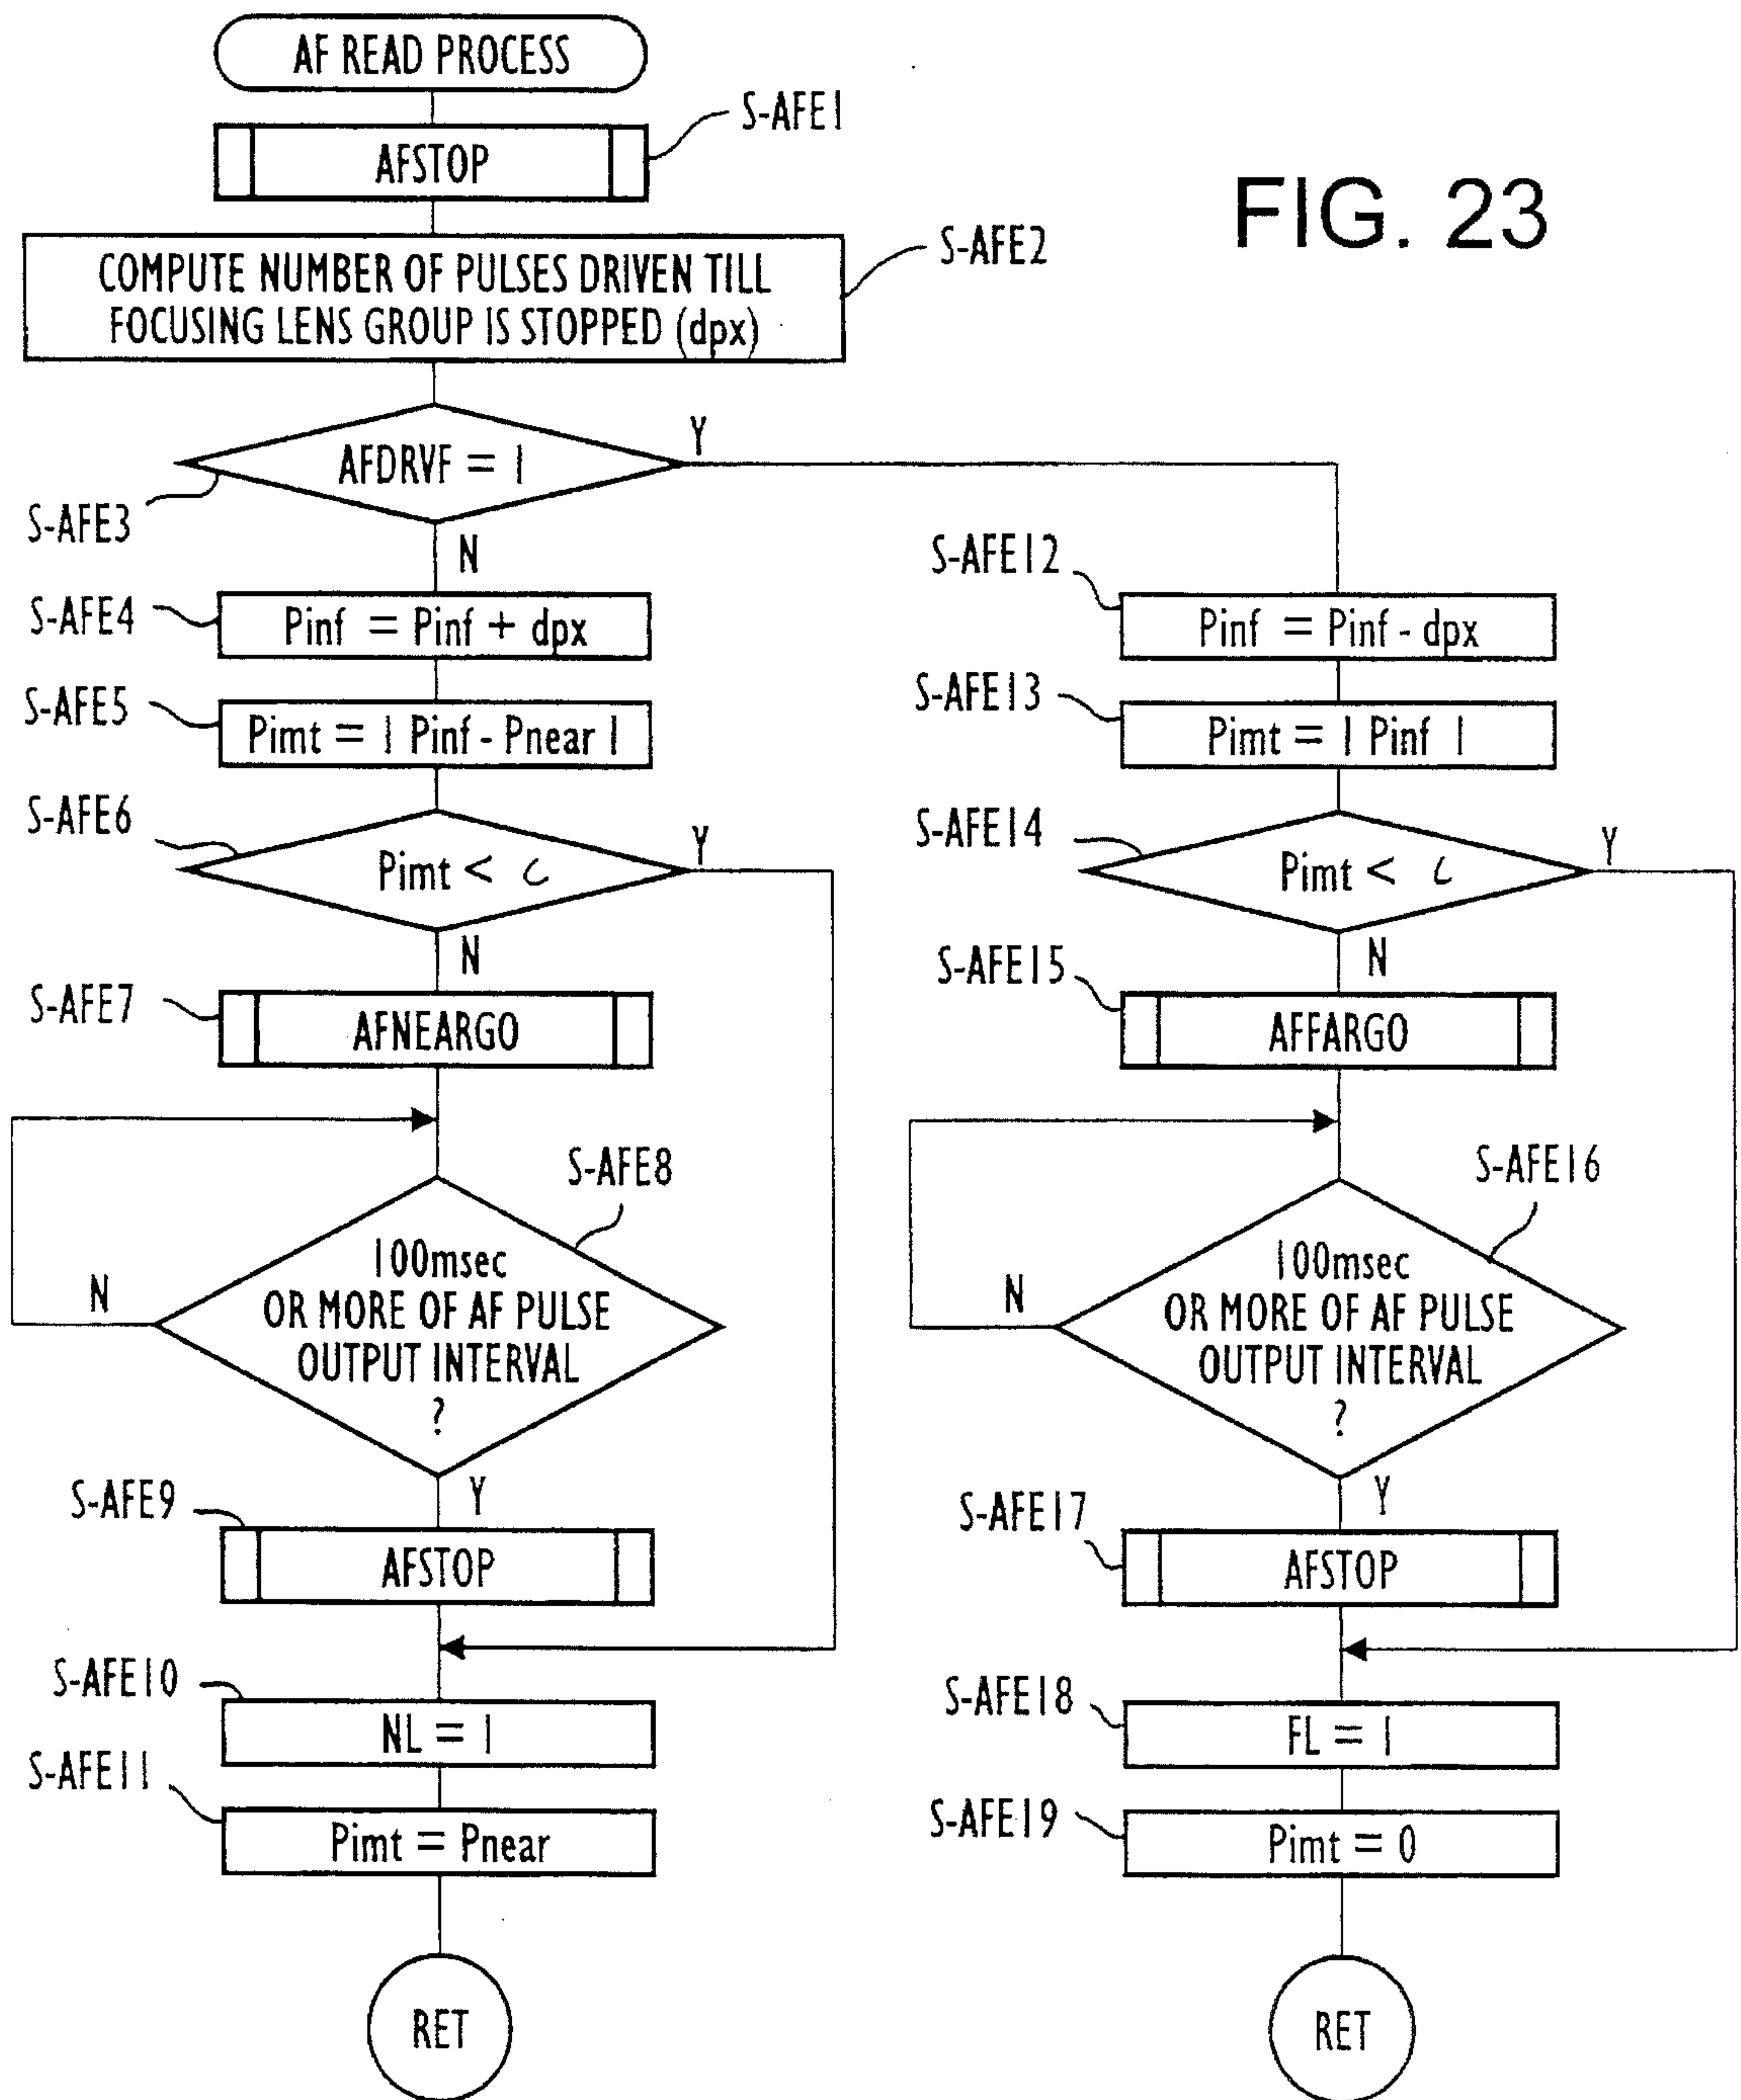 AF READ PROCESS
S-AFE1
AFSTOP
FIG. 23
S-AFE2
COMPUTE NUMBER OF PULSES DRIVEN TILL
FOCUSING LENS GROUP IS STOPPED (dpx)
Y
AFDRVF = 1
S-AFE3
N
S-AFE4
Pinf = Pinf + dpx
S-AFE5
Pimt = | Pinf - Pnear |
S-AFE6
Y
Pimt < c
N
S-AFE7
AFNEARGO
S-AFE8
100msec
OR MORE OF AF PULSE
OUTPUT INTERVAL
?
N
Y
S-AFE9
AFSTOP
S-AFE10
NL = 1
S-AFE11
Pimt = Pnear
RET
S-AFE12
Pinf = Pinf - dpx
S-AFE13
Pimt = | Pinf |
S-AFE14
Y
Pimt <
N
S-AFE15
AFFARGO
S-AFE16
100msec
OR MORE OF AF PULSE
OUTPUT INTERVAL
?
N
Y
S-AFE17
AFSTOP
S-AFE18
FL = 1
S-AFE19
Pimt = 0
RET